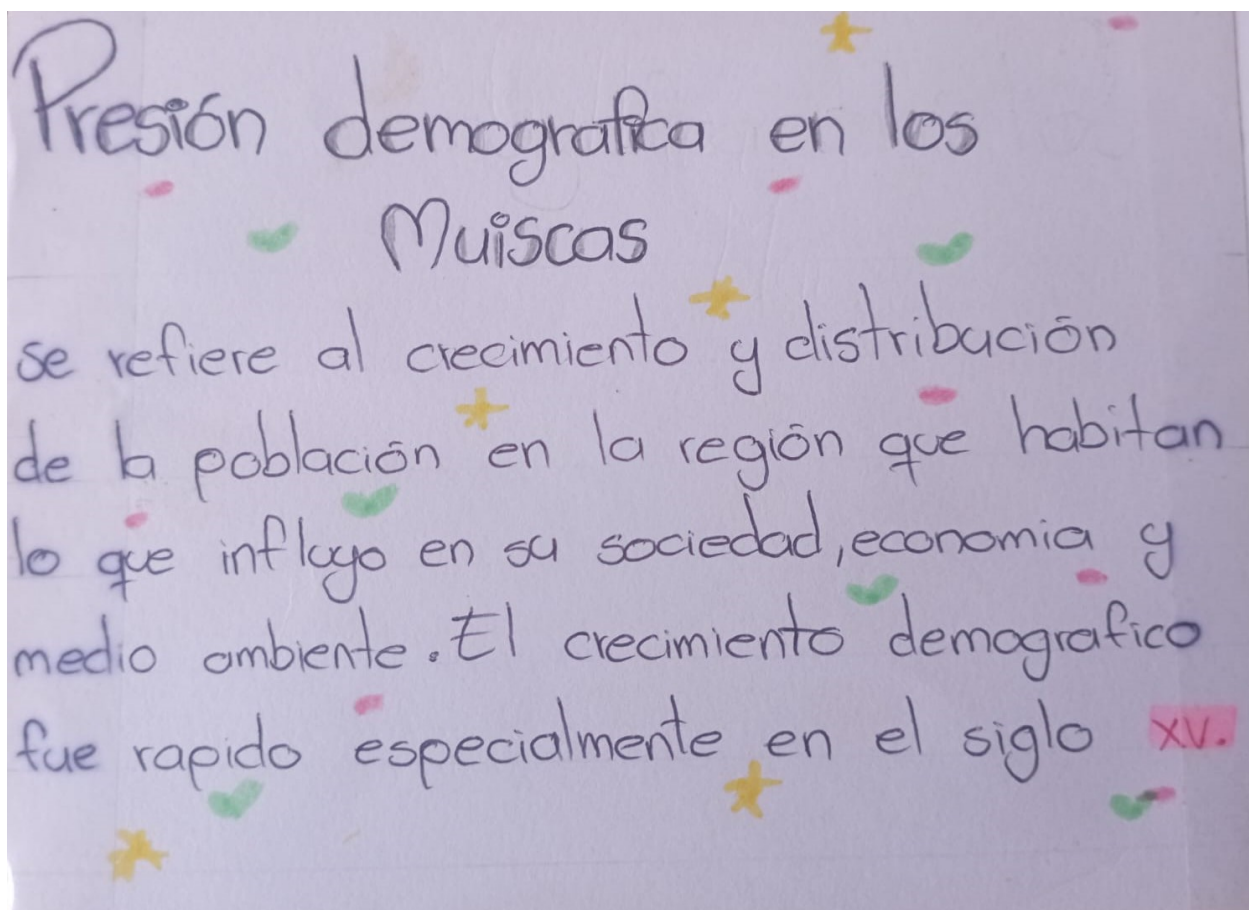 Presión demografica en los
Muiscas
se refiere al crecimiento y distribución
de la población en la región que habitan
lo que influyo en su sociedad, economia y
medio ambiente. El crecimiento demografico
fue rapido especialmente en el siglo XV.